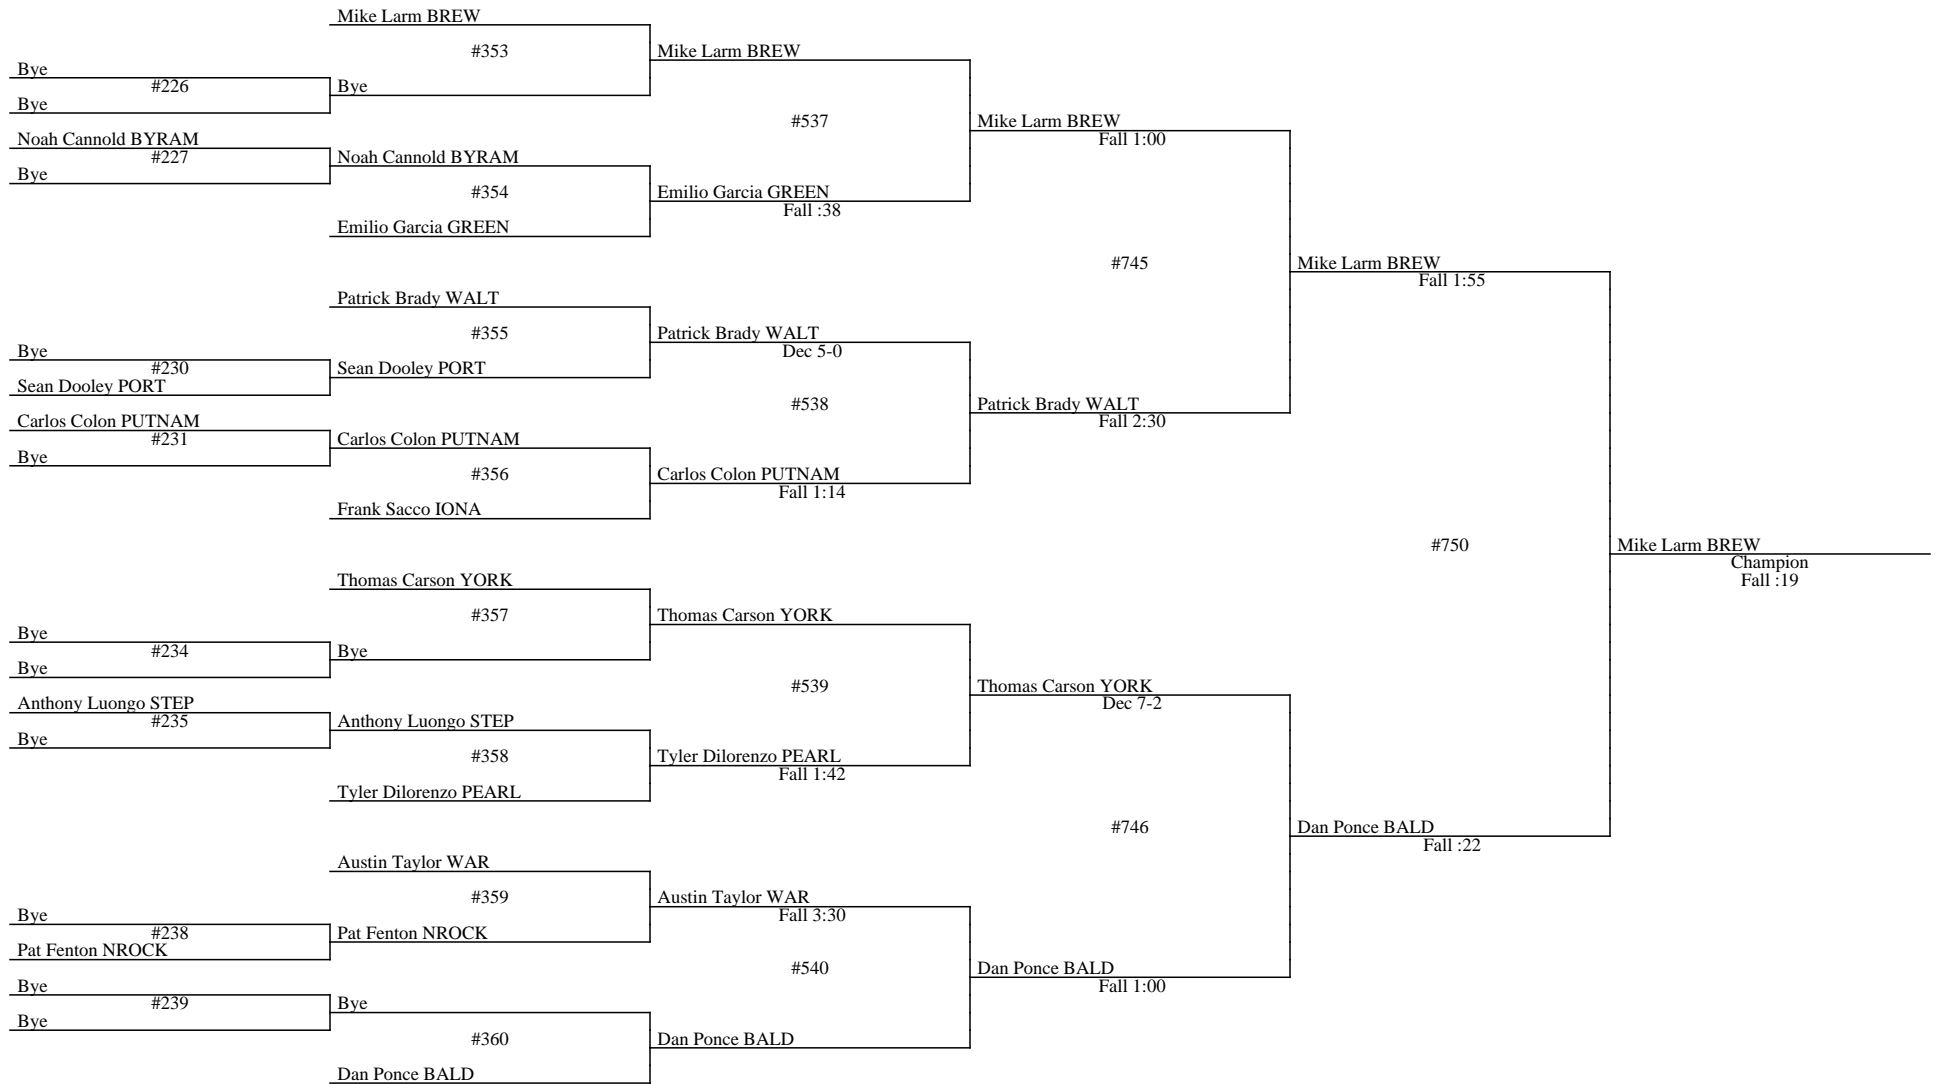 Mike Larm BREW
#353
Mike Larm BREW
Bye
#226
Bye
Bye
#537
Mike Larm BREW
Fall 1:00
Noah Cannold BYRAM
#227
Noah Cannold BYRAM
Bye
#354
Emilio Garcia GREEN
Fall :38
Emilio Garcia GREEN
#745
Mike Larm BREW
Fall 1:55
Patrick Brady WALT
#355
Patrick Brady WALT
Dec 5-0
Bye
#230
Sean Dooley PORT
Sean Dooley PORT
#538
Patrick Brady WALT
Fall 2:30
Carlos Colon PUTNAM
#231
Carlos Colon PUTNAM
Bye
#356
Carlos Colon PUTNAM
Fall 1:14
Frank Sacco IONA
#750
Mike Larm BREW
Champion
Fall :19
Thomas Carson YORK
#357
Thomas Carson YORK
Bye
#234
Bye
Bye
#539
Thomas Carson YORK
Dec 7-2
Anthony Luongo STEP
#235
Anthony Luongo STEP
Bye
#358
Tyler Dilorenzo PEARL
Fall 1:42
Tyler Dilorenzo PEARL
#746
Dan Ponce BALD
Fall :22
Austin Taylor WAR
#359
Austin Taylor WAR
Fall 3:30
Bye
#238
Pat Fenton NROCK
Pat Fenton NROCK
#540
Dan Ponce BALD
Fall 1:00
Bye
#239
Bye
Bye
#360
Dan Ponce BALD
Dan Ponce BALD